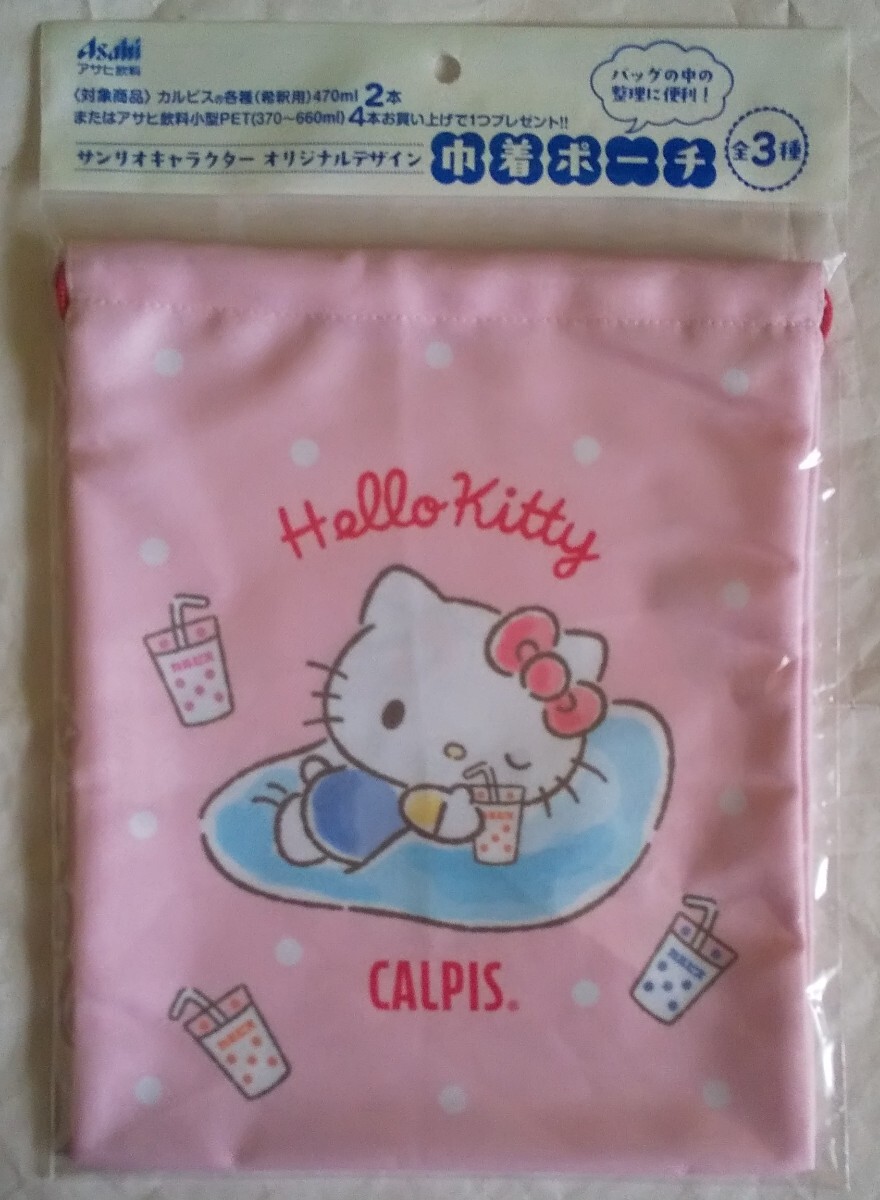 Asahi
アサヒ飲料
〈対象商品〉カルピス®各種(希釈用)470ml 2本
またはアサヒ飲料小型PET(370〜660ml)4本お買い上げで1つプレゼント!!
サンリオキャラクター オリジナルデザイン 巾着ポーチ
バッグの中の
整理に便利!
全3種
Hello Kitty
CALPIS®